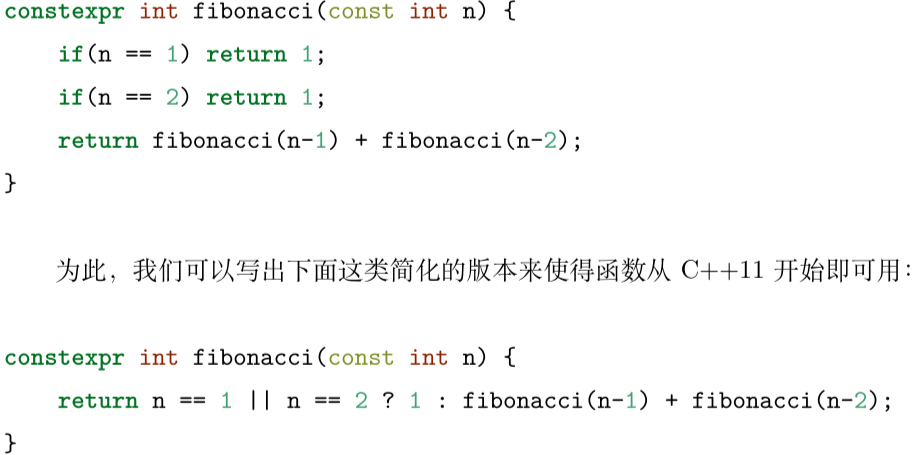 constexpr int fibonacci(const int n) {
    if(n == 1) return 1;
    if(n == 2) return 1;
    return fibonacci(n-1) + fibonacci(n-2);
}
为此，我们可以写出下面这类简化的版本来使得函数从 C++11 开始即可用：
constexpr int fibonacci(const int n) {
    return n == 1 || n == 2 ? 1 : fibonacci(n-1) + fibonacci(n-2);
}